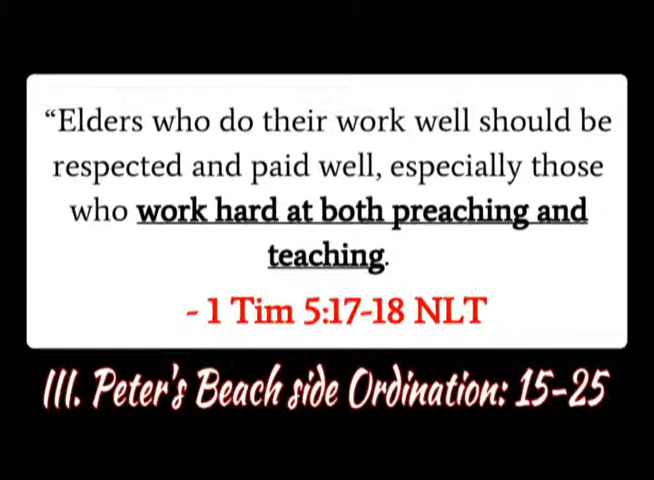 “Elders who do their work well should be
respected and paid well, especially those
who work hard at both preaching and
teaching.
- 1 Tim 5:17-18 NLT
III. Peter's Beach side Ordination: 15-25